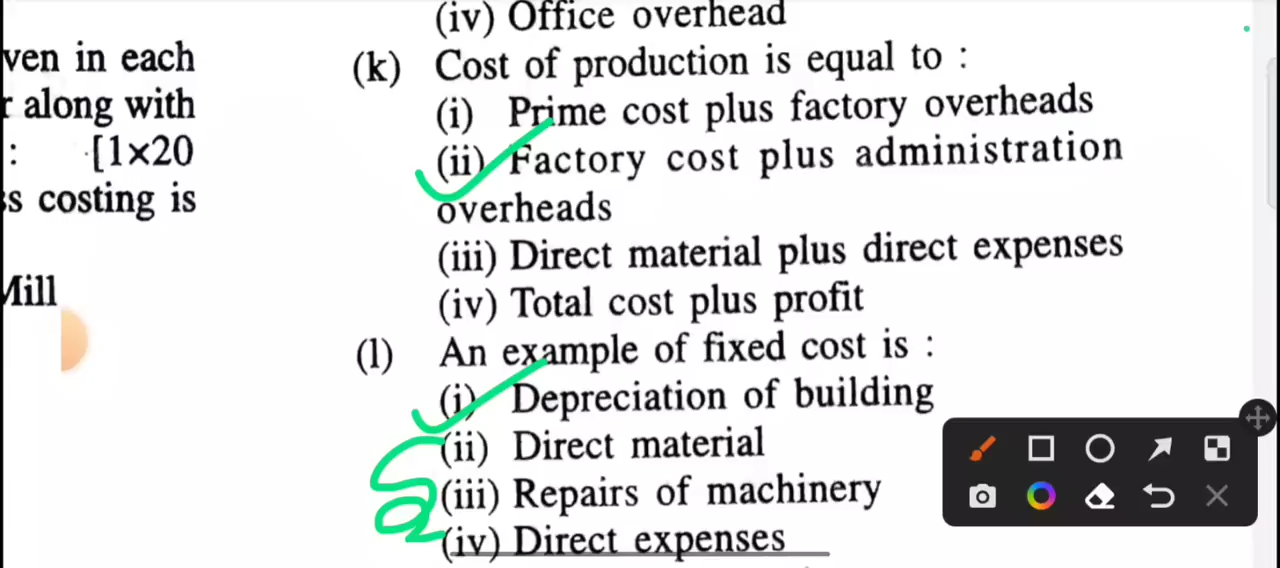 ven in each
r along with
: [1×20
s costing is
Mill
(iv) Office overhead
(k) Cost of production is equal to :
(i) Prime cost plus factory overheads
(ii) Factory cost plus administration
overheads
(iii) Direct material plus direct expenses
(iv) Total cost plus profit
(l) An example of fixed cost is :
(i) Depreciation of building
(ii) Direct material
(iii) Repairs of machinery
(iv) Direct expenses